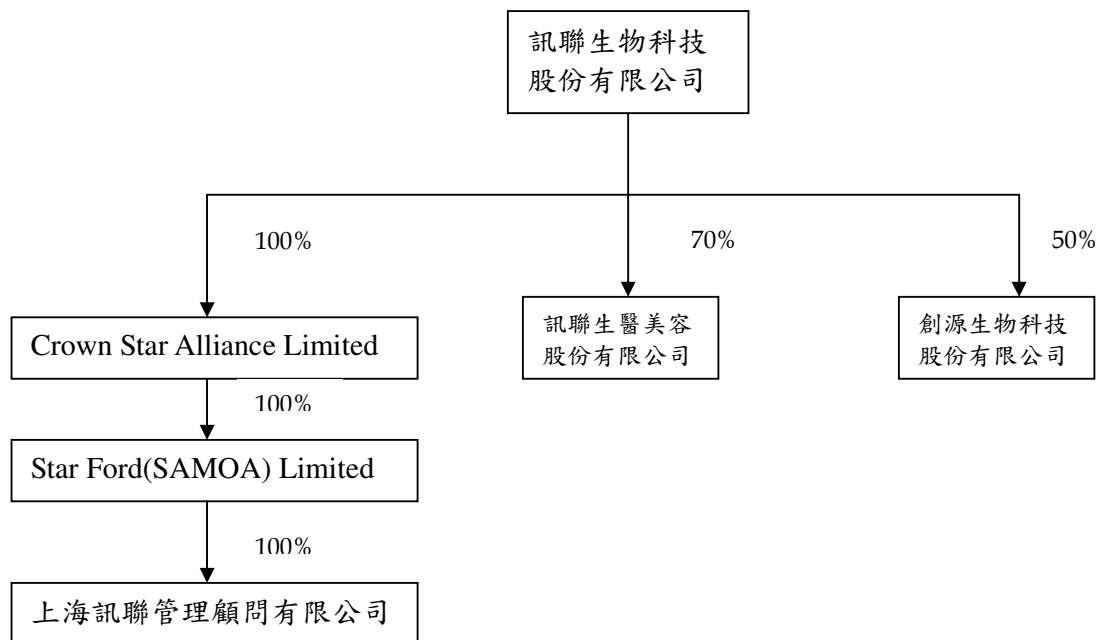 訊聯生物科技
股份有限公司
100%
70%
50%
Crown Star Alliance Limited
訊聯生醫美容
股份有限公司
創源生物科技
股份有限公司
100%
Star Ford(SAMOA) Limited
100%
上海訊聯管理顧問有限公司